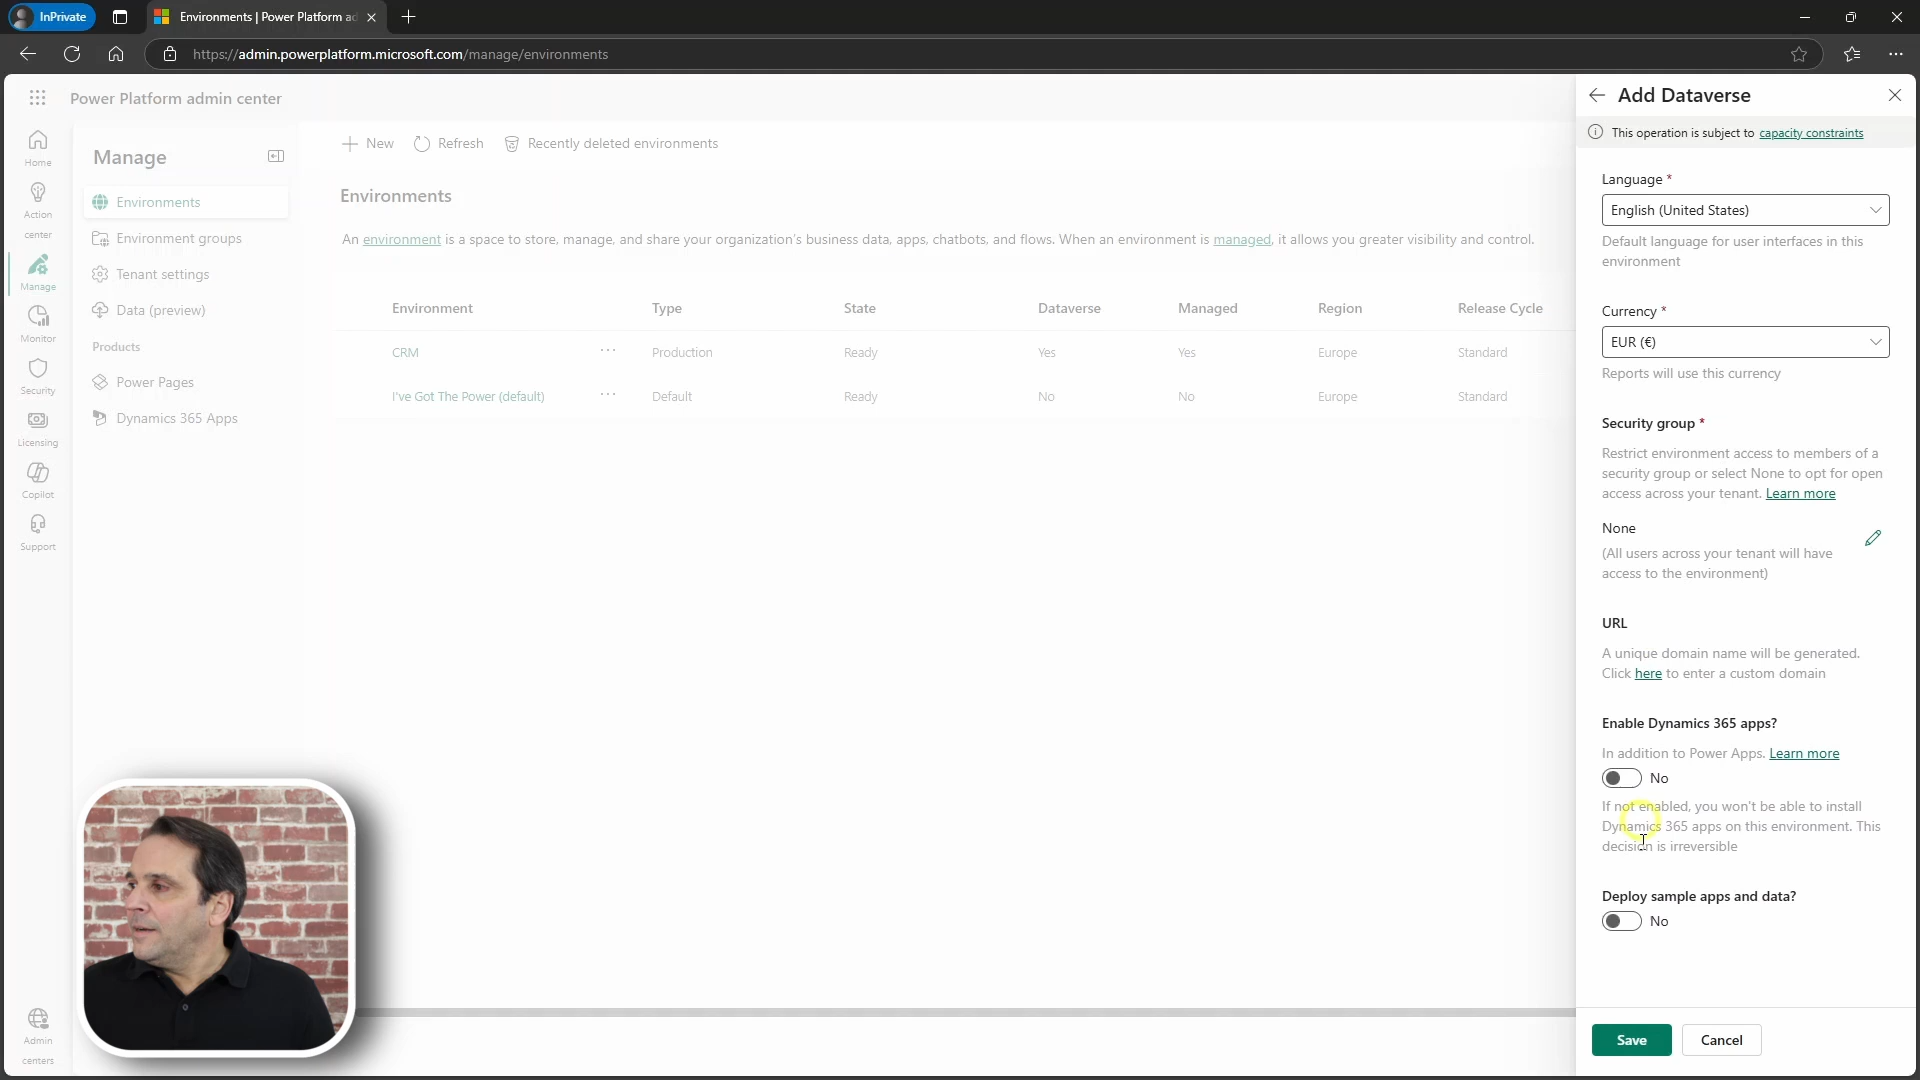 InPrivate
Environments | Power Platform ad
https://admin.powerplatform.microsoft.com/manage/environments
Power Platform admin center
Home
Action
center
Manage
Monitor
Security
Licensing
Copilot
Support
Admin
centers
Manage
Environments
Environment groups
Tenant settings
Data (preview)
Products
Power Pages
Dynamics 365 Apps
New
Refresh
Recently deleted environments
Environments
An environment is a space to store, manage, and share your organization's business data, apps, chatbots, and flows. When an environment is managed, it allows you greater visibility and control.
Environment Type State Dataverse Managed Region Release Cycle
CRM ... Production Ready Yes Yes Europe Standard
I've Got The Power (default) ... Default Ready No No Europe Standard
Add Dataverse
This operation is subject to capacity constraints
Language *
English (United States)
Default language for user interfaces in this
environment
Currency *
EUR (€)
Reports will use this currency
Security group *
Restrict environment access to members of a
security group or select None to opt for open
access across your tenant. Learn more
None
(All users across your tenant will have
access to the environment)
URL
A unique domain name will be generated.
Click here to enter a custom domain
Enable Dynamics 365 apps?
In addition to Power Apps. Learn more
No
If not enabled, you won't be able to install
Dynamics 365 apps on this environment. This
decision is irreversible
Deploy sample apps and data?
No
Save
Cancel